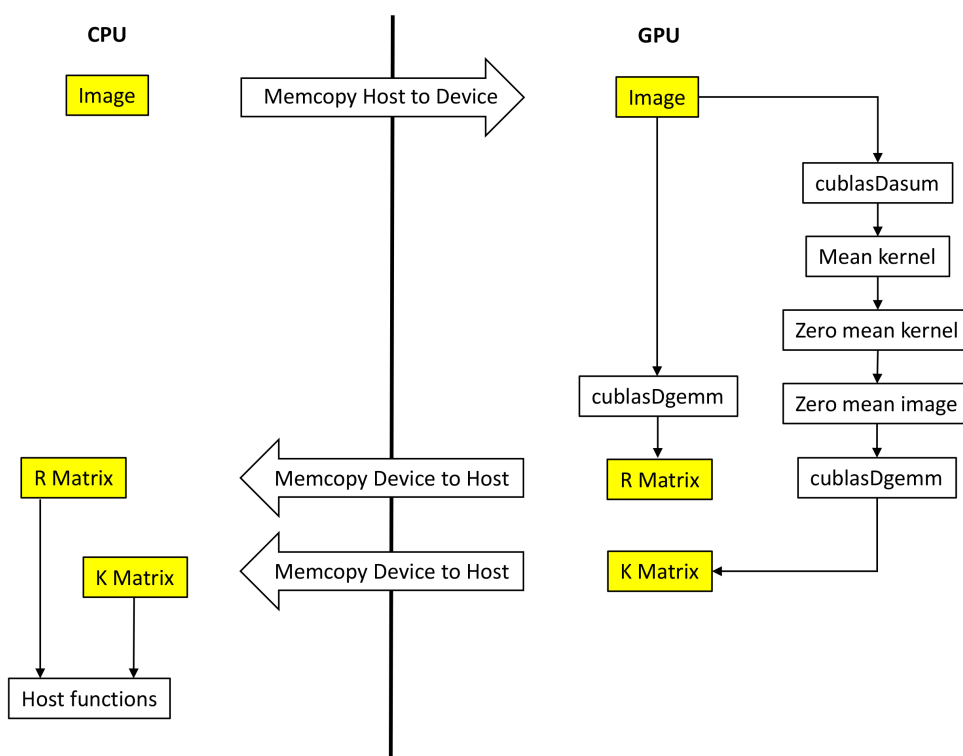 CPU
GPU
Image
Memcopy Host to Device
Image
cublasDasum
Mean kernel
Zero mean kernel
cublasDgemm
Zero mean image
R Matrix
Memcopy Device to Host
R Matrix
cublasDgemm
K Matrix
Memcopy Device to Host
K Matrix
Host functions